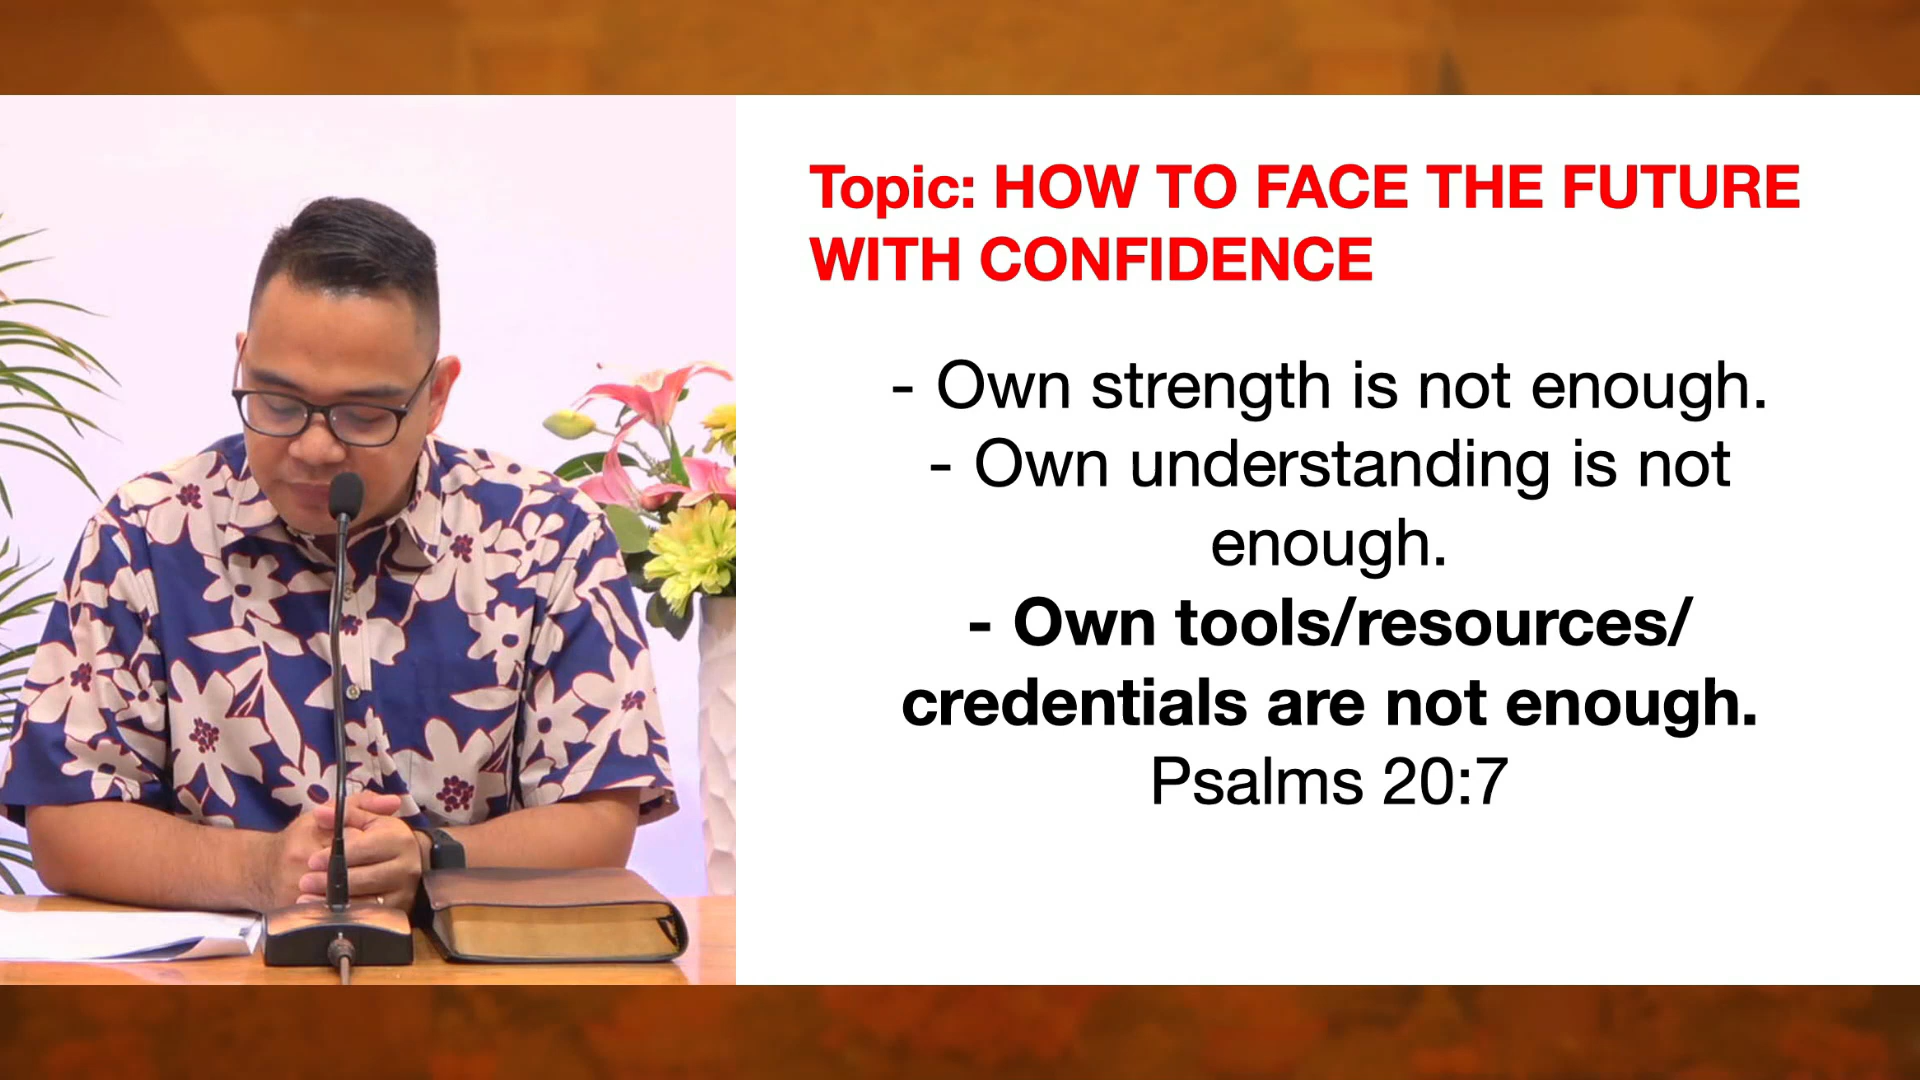 Topic: HOW TO FACE THE FUTURE
WITH CONFIDENCE
- Own strength is not enough.
- Own understanding is not
enough.
- Own tools/resources/
credentials are not enough.
Psalms 20:7